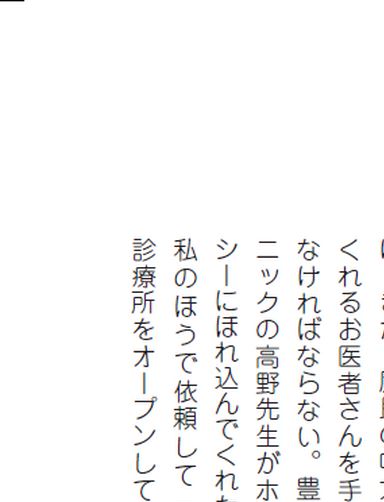 くれるお医者さんを手
なければならない。豊
ニックの高野先生がホ
シーにほれ込んでくれ
私のほうで依頼して
診療所をオープンして